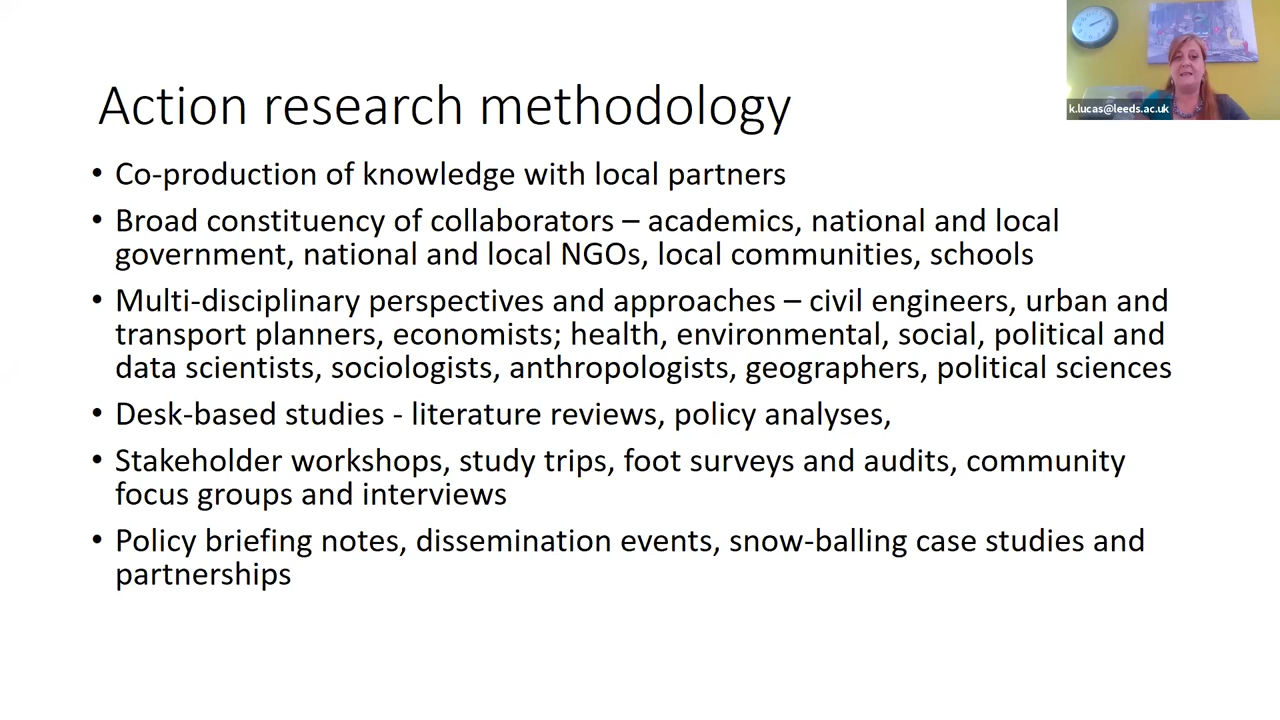 Action research methodology
k.lucas@leeds.ac.uk
• Co-production of knowledge with local partners
• Broad constituency of collaborators – academics, national and local
government, national and local NGOs, local communities, schools
• Multi-disciplinary perspectives and approaches – civil engineers, urban and
transport planners, economists; health, environmental, social, political and
data scientists, sociologists, anthropologists, geographers, political sciences
• Desk-based studies - literature reviews, policy analyses,
• Stakeholder workshops, study trips, foot surveys and audits, community
focus groups and interviews
• Policy briefing notes, dissemination events, snow-balling case studies and
partnerships